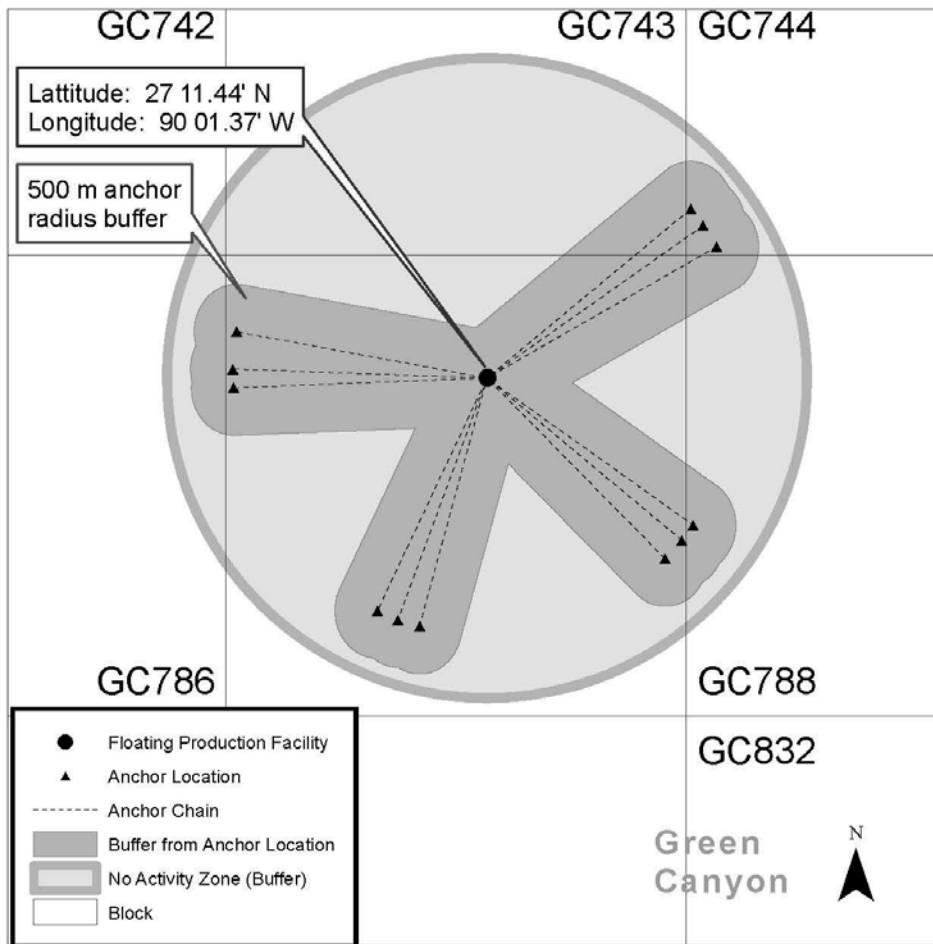 GC742
GC743
GC744
Lattitude: 27 11.44' N
Longitude: 90 01.37' W
500 m anchor
radius buffer
GC786
GC788
Floating Production Facility
Anchor Location
Anchor Chain
Buffer from Anchor Location
No Activity Zone (Buffer)
Block
GC832
Green
Canyon
N